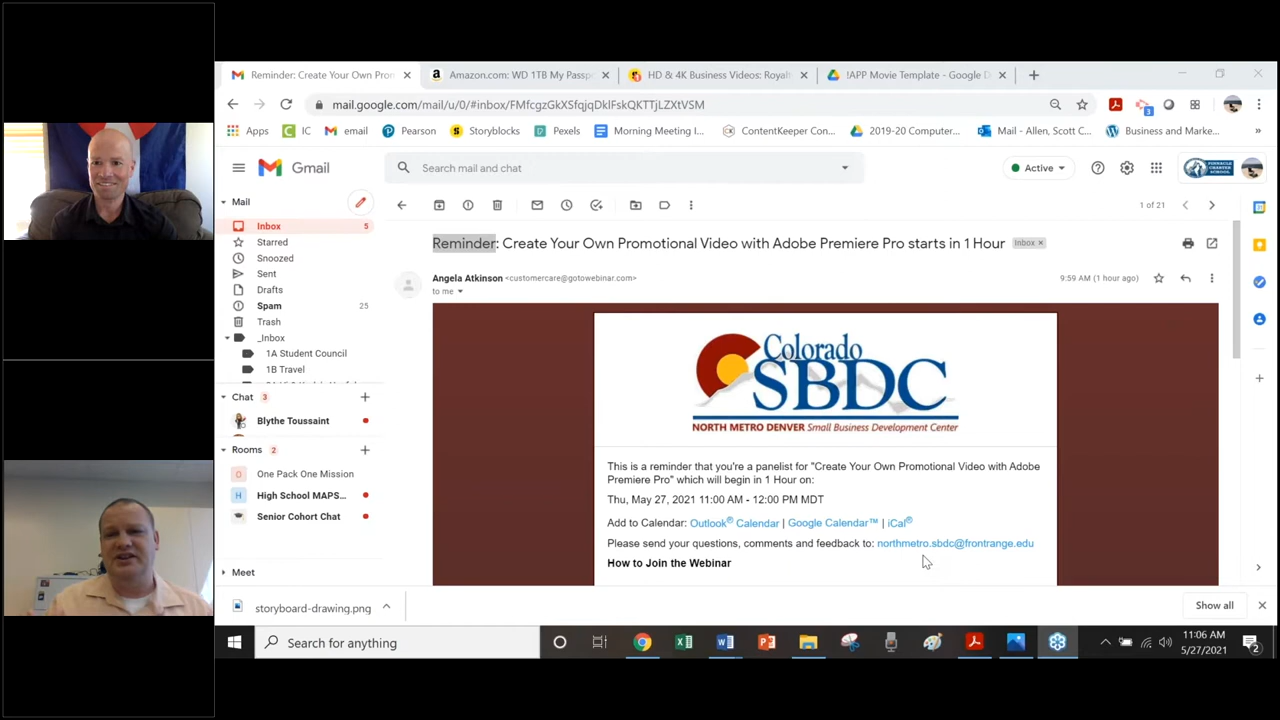 Reminder: Create Your Own Pron
Amazon.com: WD 1TB My Passpo
HD & 4K Business Videos: Royalt
!APP Movie Template - Google D
mail.google.com/mail/u/0/#inbox/FMfcgzGkXSfqjqDklFskQKTTjLZXtVSM
3
Apps
IC
email
Pearson
Storyblocks
Pexels
Morning Meeting I...
ContentKeeper Con...
2019-20 Computer...
Mail - Allen, Scott C...
Business and Marke...
»
Gmail
Search mail and chat
Active
PINNACLE
CHARTER
SCHOOL
Mail
Inbox 5
Starred
Snoozed
Sent
Drafts
Spam 25
Trash
_Inbox
1A Student Council
1B Travel
Chat 3
Blythe Toussaint
Rooms 2
O One Pack One Mission
H High School MAPS...
Senior Cohort Chat
Meet
1 of 21
Reminder: Create Your Own Promotional Video with Adobe Premiere Pro starts in 1 Hour Inbox ×
Angela Atkinson <customercare@gotowebinar.com>
9:59 AM (1 hour ago)
to me
Colorado
SBDC
NORTH METRO DENVER Small Business Development Center
This is a reminder that you're a panelist for "Create Your Own Promotional Video with Adobe
Premiere Pro" which will begin in 1 Hour on:
Thu, May 27, 2021 11:00 AM - 12:00 PM MDT
Add to Calendar: Outlook® Calendar | Google Calendar™ | iCal®
Please send your questions, comments and feedback to: northmetro.sbdc@frontrange.edu
How to Join the Webinar
storyboard-drawing.png
Show all
Search for anything
11:06 AM
5/27/2021
2